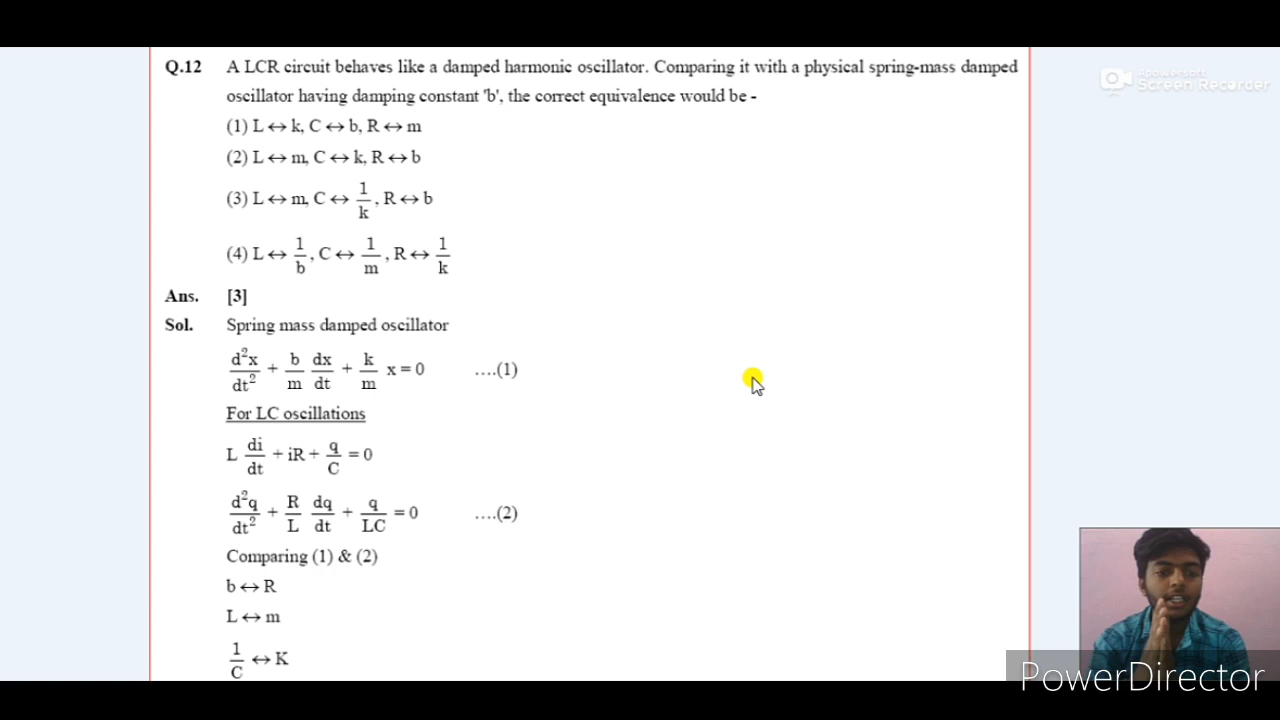 Q.12 A LCR circuit behaves like a damped harmonic oscillator. Comparing it with a physical spring-mass damped
oscillator having damping constant 'b', the correct equivalence would be -
(1) L ↔ k, C ↔ b, R ↔ m
(2) L ↔ m, C ↔ k, R ↔ b
(3) L ↔ m, C ↔ 1/k, R ↔ b
(4) L ↔ 1/b, C ↔ 1/m, R ↔ 1/k
Ans. [3]
Sol. Spring mass damped oscillator
d²x/dt² + b/m dx/dt + k/m x = 0 ....(1)
For LC oscillations
L di/dt + iR + q/C = 0
d²q/dt² + R/L dq/dt + q/LC = 0 ....(2)
Comparing (1) & (2)
b ↔ R
L ↔ m
1/C ↔ K
Apowersoft
Screen Recorder
PowerDirector